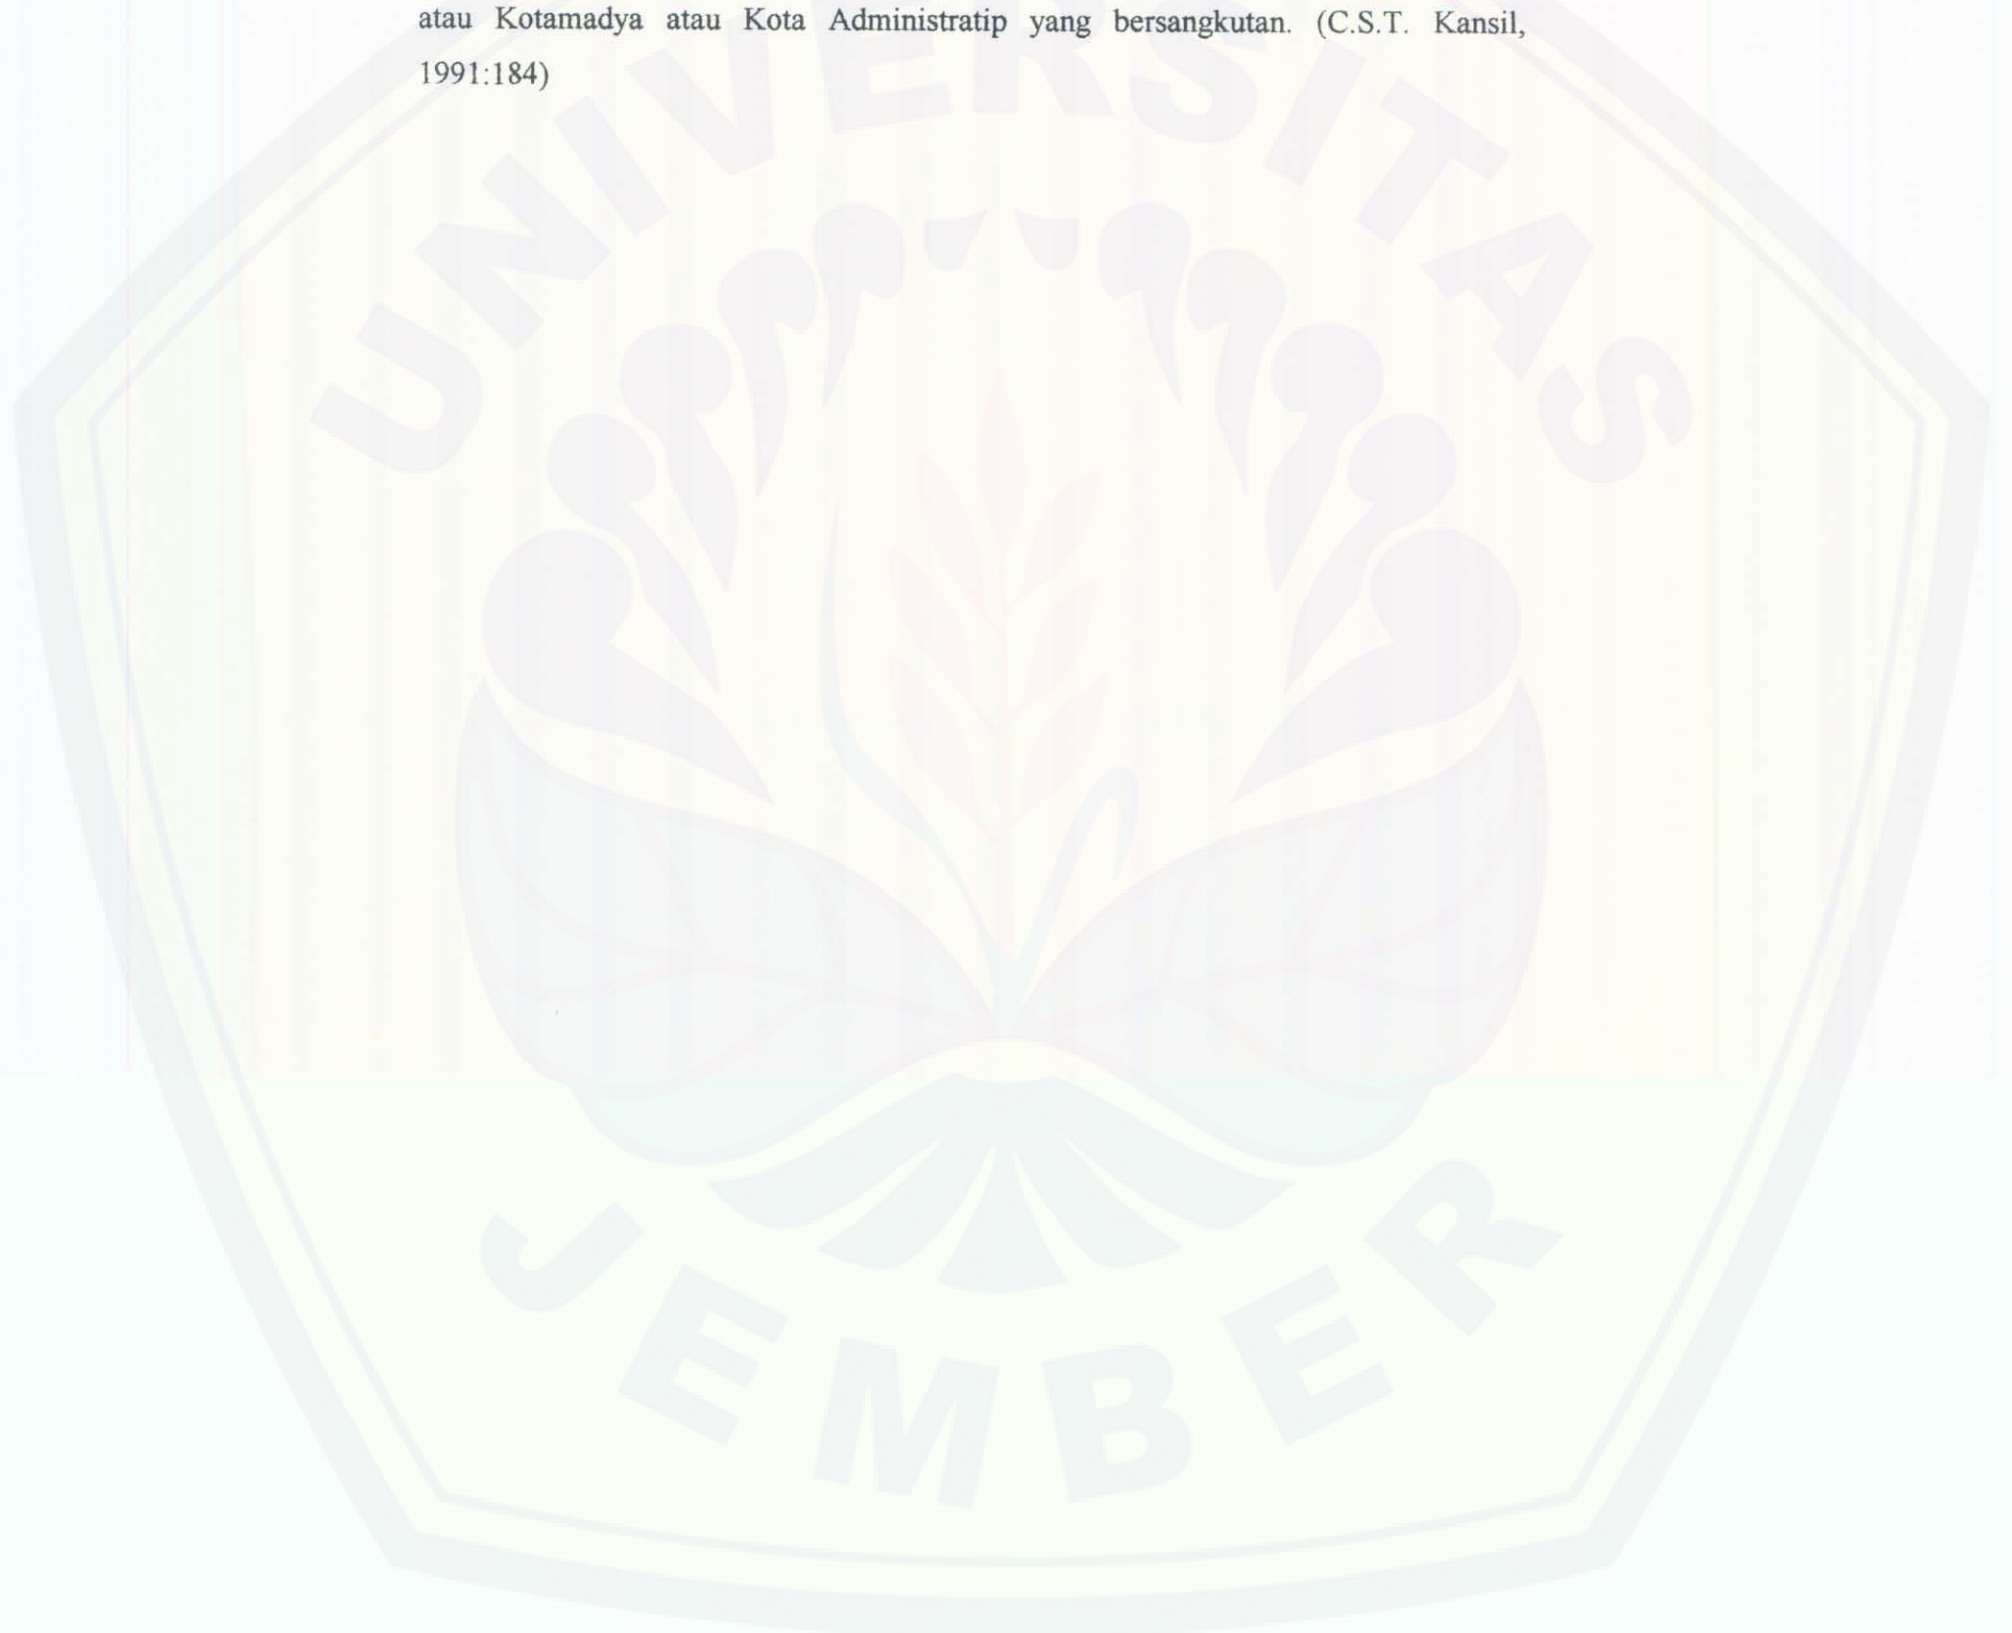 atau Kotamadya atau Kota Administratip yang bersangkutan. (C.S.T. Kansil,
1991:184)
UNIVERSITAS
JEMBER